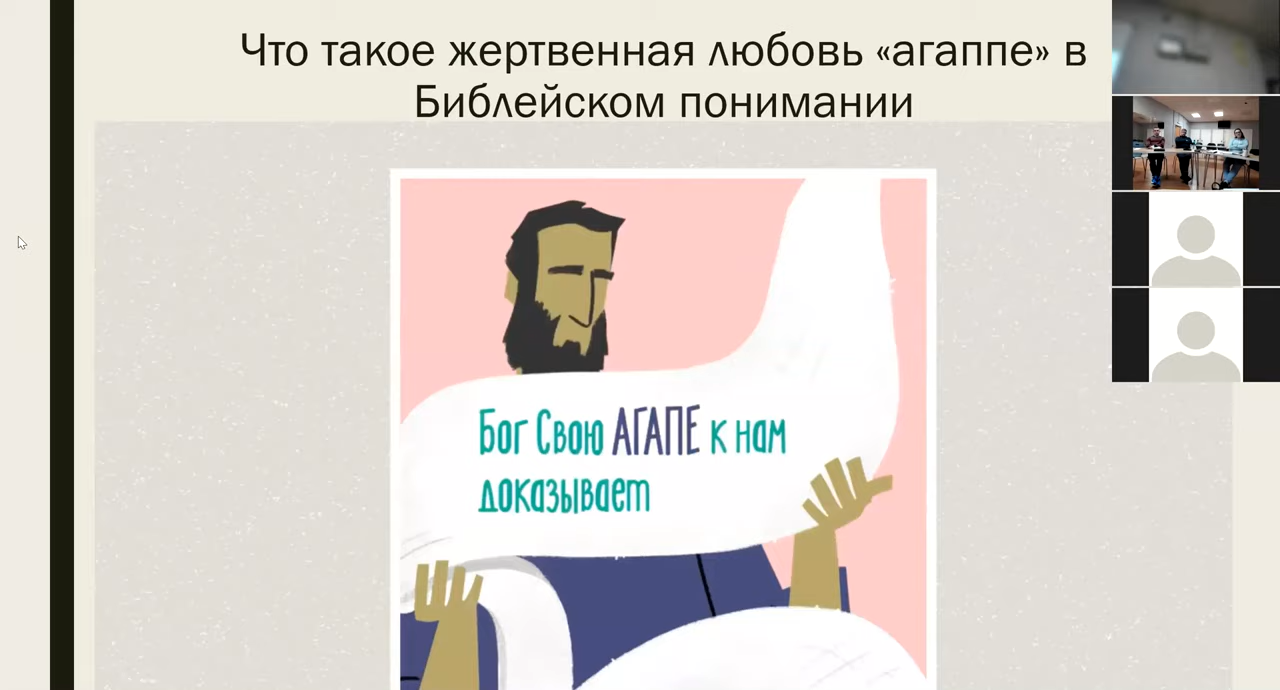 Что такое жертвенная любовь «агаппе» в
Библейском понимании
Бог Свою АГАПЕ к нам
доказывает